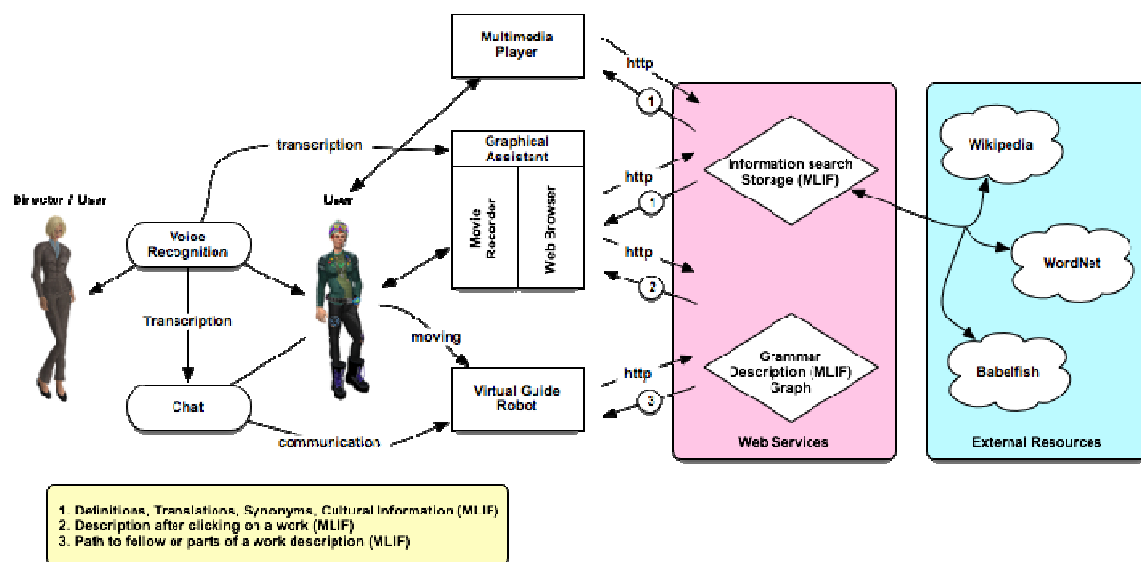 Multimedia
Player
http
1
transcription
Graphical
Assistant
Movie
Recorder
Web Browser
http
1
http
2
Information search
Storage (MLIF)
Wikipedia
WordNet
Babelfish
Director / User
User
Voice
Recognition
Transcription
Chat
moving
communication
Virtual Guide
Robot
http
3
Grammar
Description (MLIF)
Graph
Web Services
External Resources
1. Definitions, Translations, Synonyms, Cultural Information (MLIF)
2. Description after clicking on a work (MLIF)
3. Path to follow or parts of a work description (MLIF)